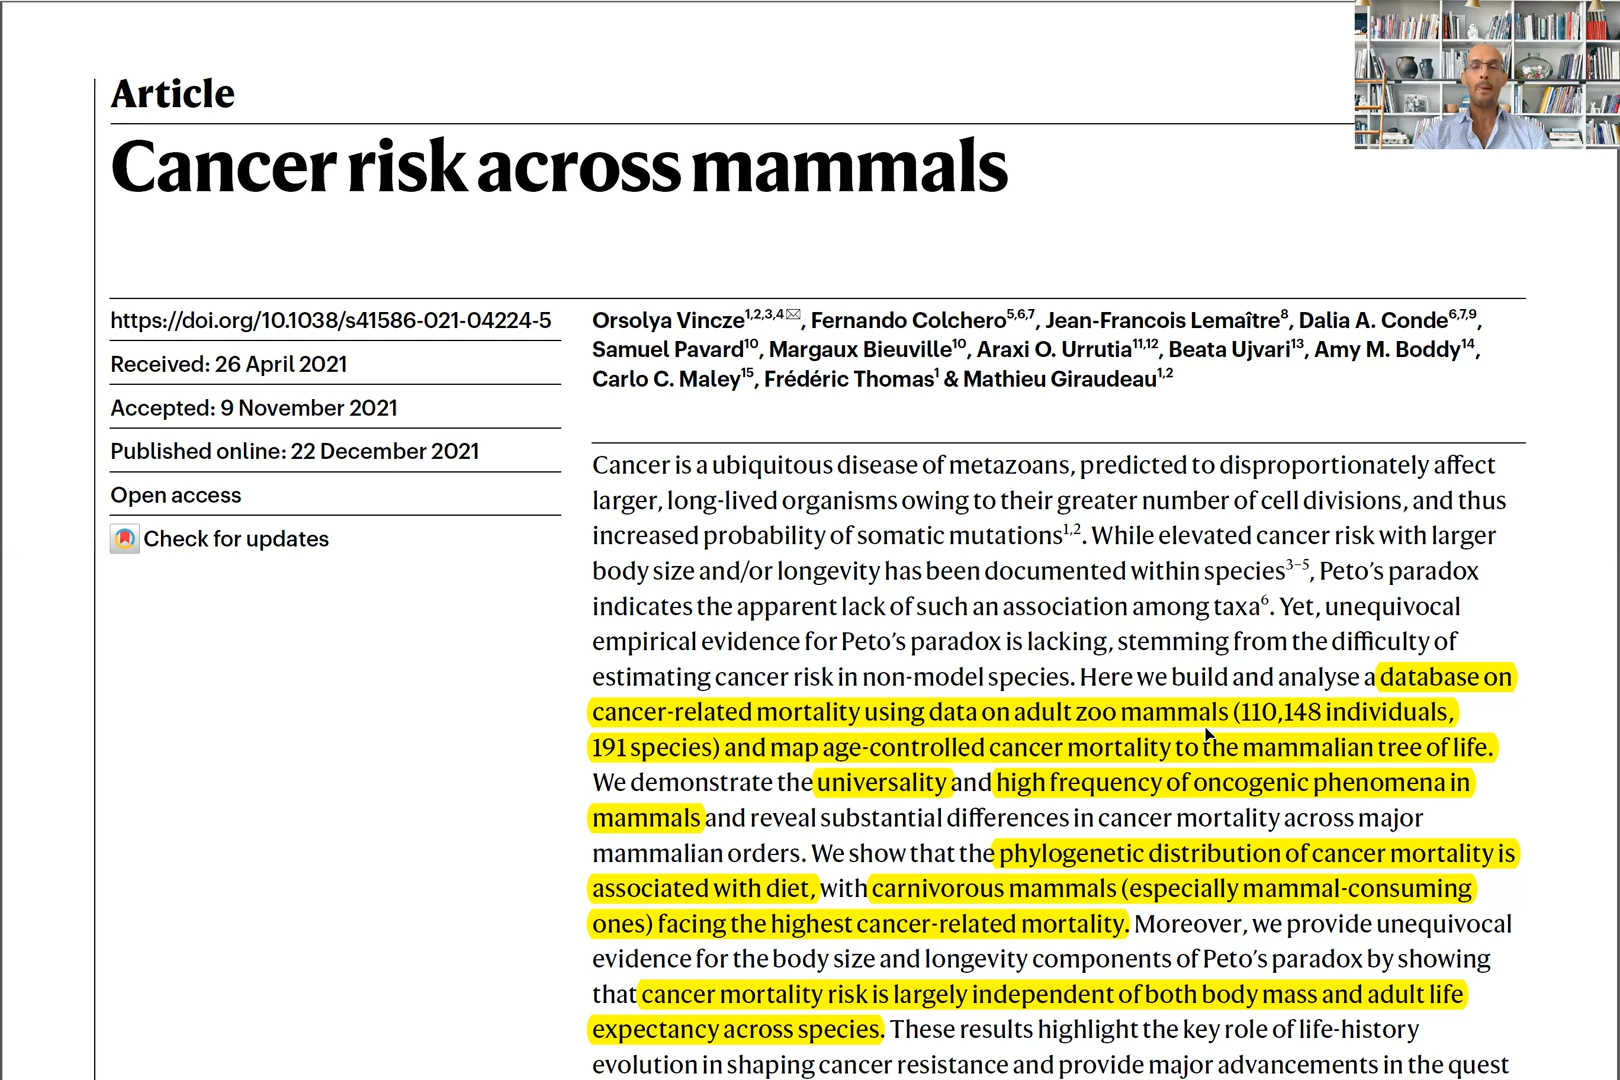 Article
Cancer risk across mammals
https://doi.org/10.1038/s41586-021-04224-5
Received: 26 April 2021
Accepted: 9 November 2021
Published online: 22 December 2021
Open access
Check for updates
Orsolya Vincze1,2,3,4✉, Fernando Colchero5,6,7, Jean-Francois Lemaître8, Dalia A. Conde6,7,9,
Samuel Pavard10, Margaux Bieuville10, Araxi O. Urrutia11,12, Beata Ujvari13, Amy M. Boddy14,
Carlo C. Maley15, Frédéric Thomas1 & Mathieu Giraudeau1,2
Cancer is a ubiquitous disease of metazoans, predicted to disproportionately affect
larger, long-lived organisms owing to their greater number of cell divisions, and thus
increased probability of somatic mutations1,2. While elevated cancer risk with larger
body size and/or longevity has been documented within species3–5, Peto’s paradox
indicates the apparent lack of such an association among taxa6. Yet, unequivocal
empirical evidence for Peto’s paradox is lacking, stemming from the difficulty of
estimating cancer risk in non-model species. Here we build and analyse a database on
cancer-related mortality using data on adult zoo mammals (110,148 individuals,
191 species) and map age-controlled cancer mortality to the mammalian tree of life.
We demonstrate the universality and high frequency of oncogenic phenomena in
mammals and reveal substantial differences in cancer mortality across major
mammalian orders. We show that the phylogenetic distribution of cancer mortality is
associated with diet, with carnivorous mammals (especially mammal-consuming
ones) facing the highest cancer-related mortality. Moreover, we provide unequivocal
evidence for the body size and longevity components of Peto’s paradox by showing
that cancer mortality risk is largely independent of both body mass and adult life
expectancy across species. These results highlight the key role of life-history
evolution in shaping cancer resistance and provide major advancements in the quest